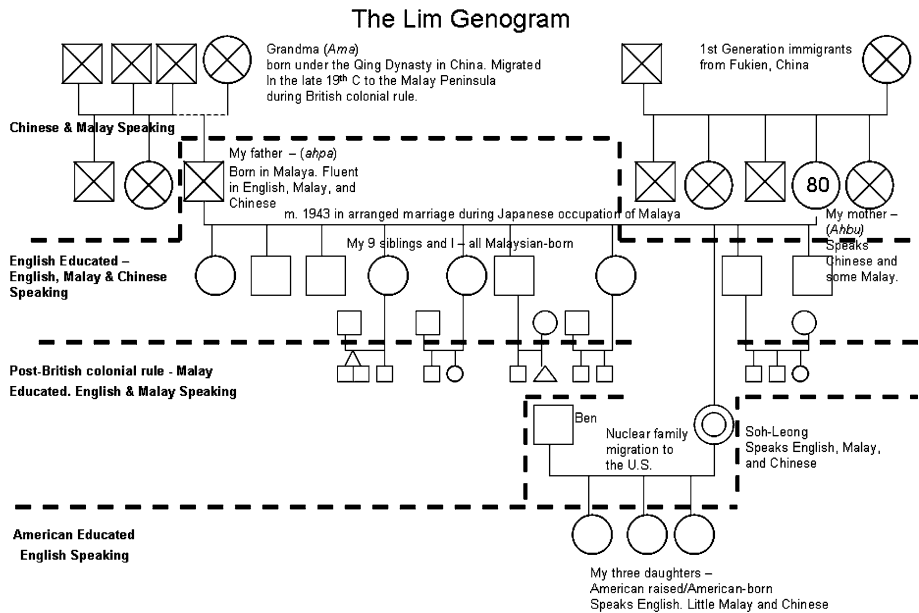 The Lim Genogram
Grandma (Ama)
born under the Qing Dynasty in China. Migrated
In the late 19th C to the Malay Peninsula
during British colonial rule.
1st Generation immigrants
from Fukien, China
Chinese & Malay Speaking
My father – (ahpa)
Born in Malaya. Fluent
in English, Malay, and
Chinese
80
m. 1943 in arranged marriage during Japanese occupation of Malaya
My mother –
(Ahbu)
Speaks
Chinese and
some Malay.
My 9 siblings and I – all Malaysian-born
English Educated –
English, Malay & Chinese
Speaking
Post-British colonial rule - Malay
Educated. English & Malay Speaking
Ben
Nuclear family
migration to
the U.S.
Soh-Leong
Speaks English, Malay,
and Chinese
American Educated
English Speaking
My three daughters –
American raised/American-born
Speaks English. Little Malay and Chinese